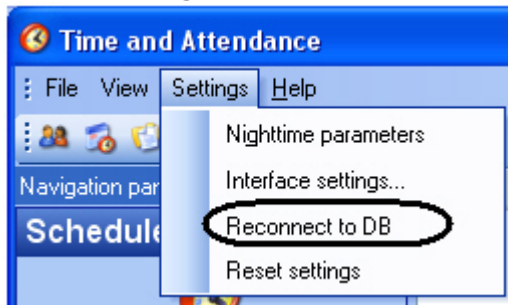 Time and Attendance
File View Settings Help
Nighttime parameters
Interface settings...
Navigation par
Reconnect to DB
Schedule
Reset settings